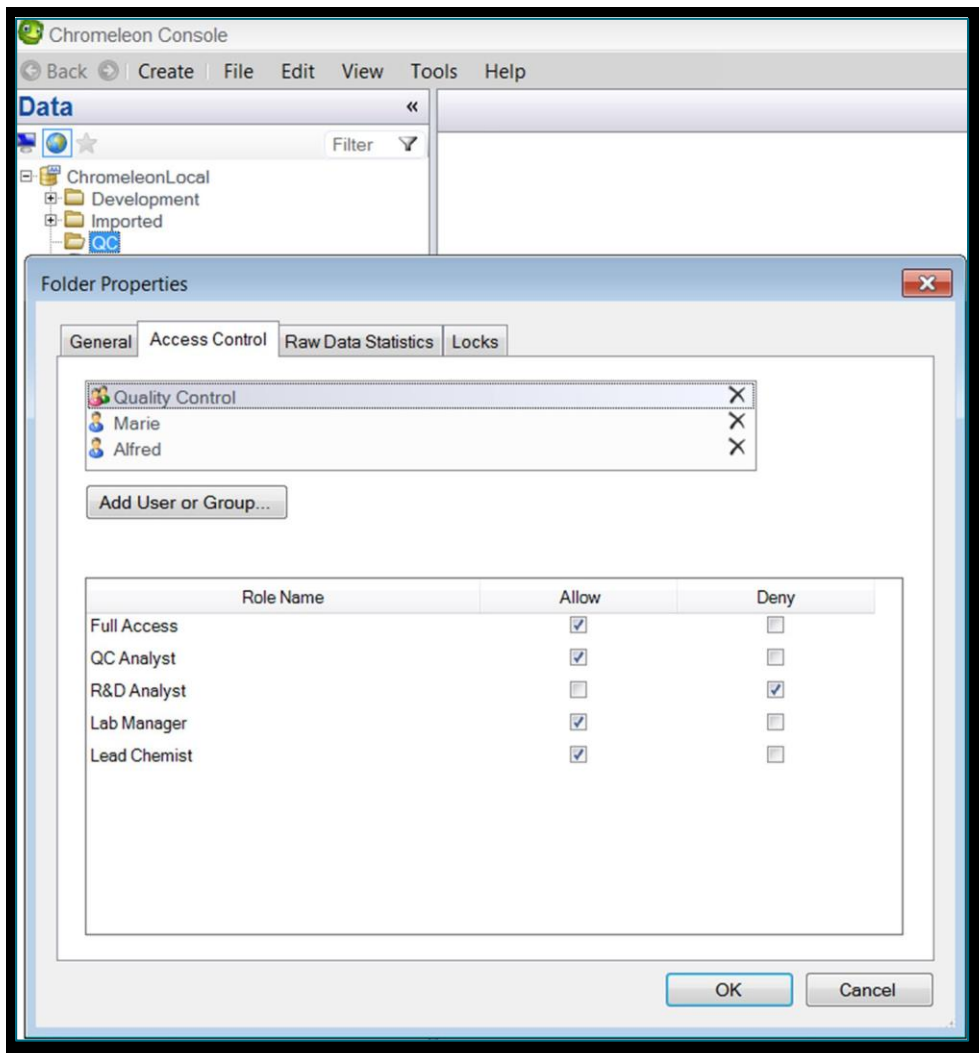 Chromeleon Console
Back Create File Edit View Tools Help
Data «
Filter
ChromeleonLocal
Development
Imported
QC
Folder Properties
General Access Control Raw Data Statistics Locks
Quality Control
Marie
Alfred
Add User or Group...
Role Name Allow Deny
Full Access
QC Analyst
R&D Analyst
Lab Manager
Lead Chemist
OK Cancel